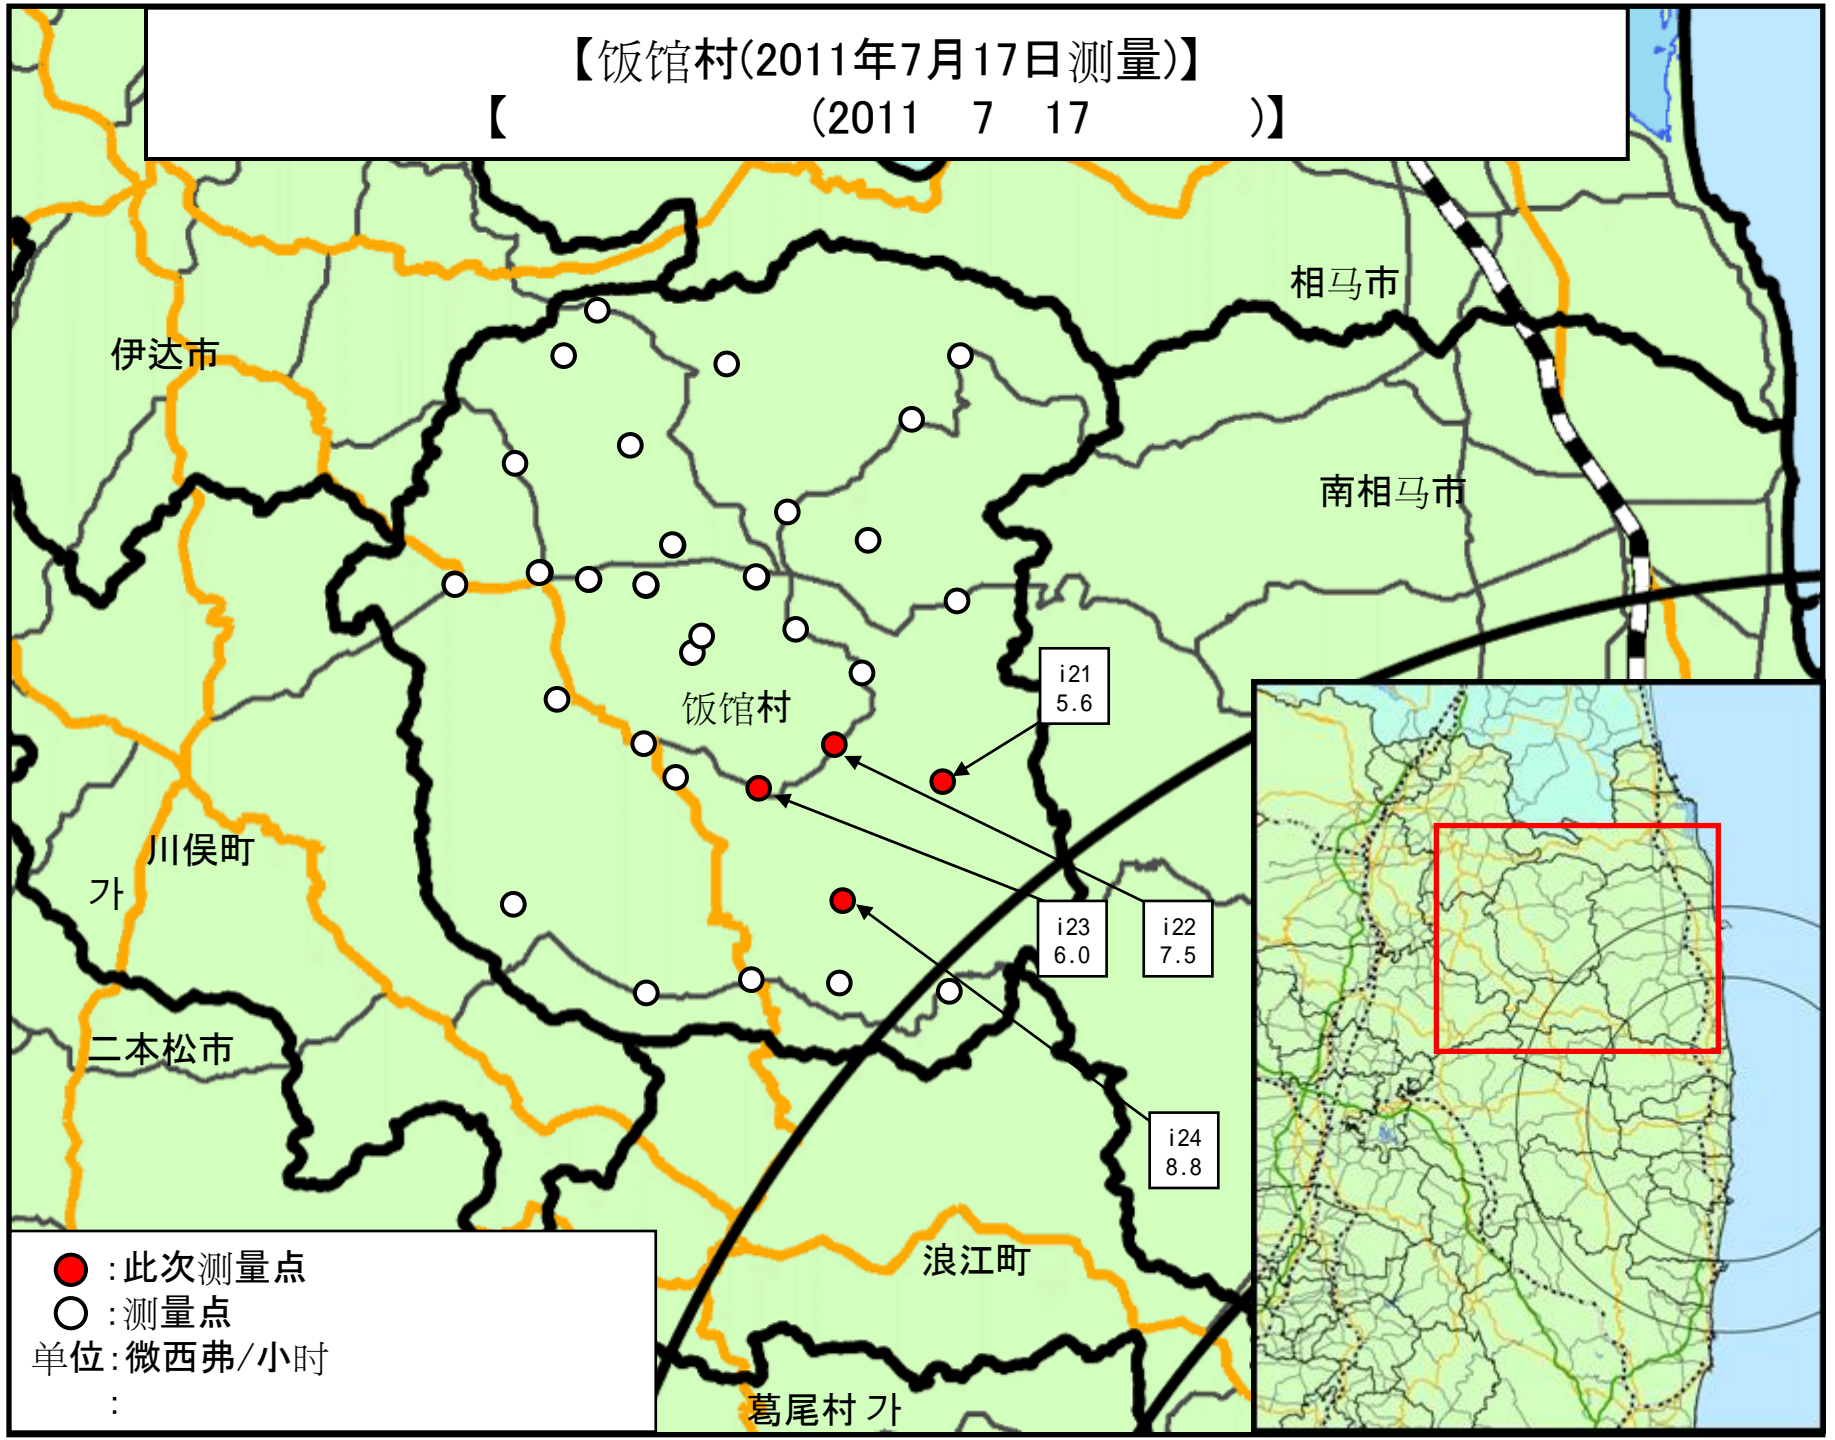 【饭馆村(2011年7月17日测量)】
【 (2011 7 17 )】
相马市
伊达市
南相马市
i21
5.6
饭馆村
川俣町
가
i23
6.0
i22
7.5
二本松市
i24
8.8
浪江町
:此次测量点
:测量点
单位:微西弗/小时
:
葛尾村 가